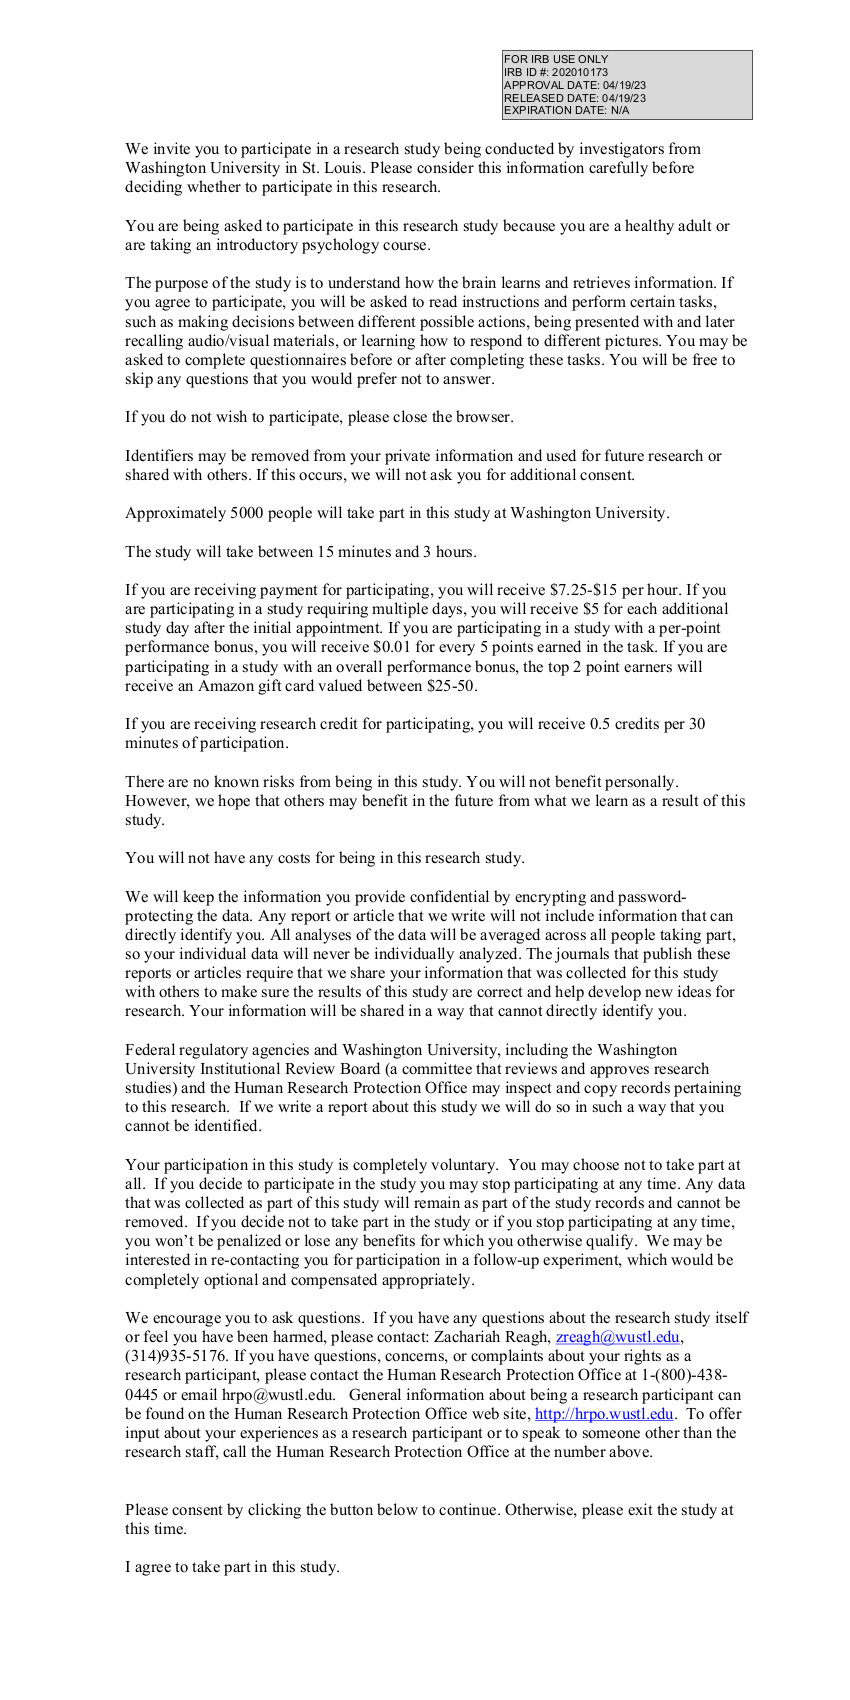 FOR IRB USE ONLY
IRB ID #: 202010173
APPROVAL DATE: 04/19/23
RELEASED DATE: 04/19/23
EXPIRATION DATE: N/A
We invite you to participate in a research study being conducted by investigators from
Washington University in St. Louis. Please consider this information carefully before
deciding whether to participate in this research.
You are being asked to participate in this research study because you are a healthy adult or
are taking an introductory psychology course.
The purpose of the study is to understand how the brain learns and retrieves information. If
you agree to participate, you will be asked to read instructions and perform certain tasks,
such as making decisions between different possible actions, being presented with and later
recalling audio/visual materials, or learning how to respond to different pictures. You may be
asked to complete questionnaires before or after completing these tasks. You will be free to
skip any questions that you would prefer not to answer.
If you do not wish to participate, please close the browser.
Identifiers may be removed from your private information and used for future research or
shared with others. If this occurs, we will not ask you for additional consent.
Approximately 5000 people will take part in this study at Washington University.
The study will take between 15 minutes and 3 hours.
If you are receiving payment for participating, you will receive $7.25-$15 per hour. If you
are participating in a study requiring multiple days, you will receive $5 for each additional
study day after the initial appointment. If you are participating in a study with a per-point
performance bonus, you will receive $0.01 for every 5 points earned in the task. If you are
participating in a study with an overall performance bonus, the top 2 point earners will
receive an Amazon gift card valued between $25-50.
If you are receiving research credit for participating, you will receive 0.5 credits per 30
minutes of participation.
There are no known risks from being in this study. You will not benefit personally.
However, we hope that others may benefit in the future from what we learn as a result of this
study.
You will not have any costs for being in this research study.
We will keep the information you provide confidential by encrypting and password-
protecting the data. Any report or article that we write will not include information that can
directly identify you. All analyses of the data will be averaged across all people taking part,
so your individual data will never be individually analyzed. The journals that publish these
reports or articles require that we share your information that was collected for this study
with others to make sure the results of this study are correct and help develop new ideas for
research. Your information will be shared in a way that cannot directly identify you.
Federal regulatory agencies and Washington University, including the Washington
University Institutional Review Board (a committee that reviews and approves research
studies) and the Human Research Protection Office may inspect and copy records pertaining
to this research.  If we write a report about this study we will do so in such a way that you
cannot be identified.
Your participation in this study is completely voluntary.  You may choose not to take part at
all.  If you decide to participate in the study you may stop participating at any time. Any data
that was collected as part of this study will remain as part of the study records and cannot be
removed.  If you decide not to take part in the study or if you stop participating at any time,
you won’t be penalized or lose any benefits for which you otherwise qualify.  We may be
interested in re-contacting you for participation in a follow-up experiment, which would be
completely optional and compensated appropriately.
We encourage you to ask questions.  If you have any questions about the research study itself
or feel you have been harmed, please contact: Zachariah Reagh, zreagh@wustl.edu,
(314)935-5176. If you have questions, concerns, or complaints about your rights as a
research participant, please contact the Human Research Protection Office at 1-(800)-438-
0445 or email hrpo@wustl.edu.   General information about being a research participant can
be found on the Human Research Protection Office web site, http://hrpo.wustl.edu.  To offer
input about your experiences as a research participant or to speak to someone other than the
research staff, call the Human Research Protection Office at the number above.
Please consent by clicking the button below to continue. Otherwise, please exit the study at
this time.
I agree to take part in this study.